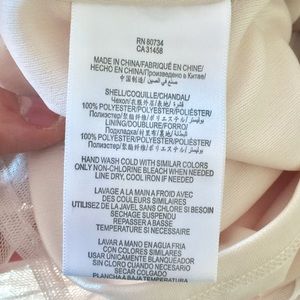 RN 80734
CA 31458
MADE IN CHINA/FABRIQUÉ EN CHINE/
HECHO EN CHINA/Произведено в Китае/
中国制造/ صنع في الصين
SHELL/COQUILLE/CHANDAL/
100% POLYESTER/POLYESTER/POLIÉSTER/
LINING/DOUBLURE/FORRO/
100% POLYESTER/POLYESTER/POLIÉSTER/
HAND WASH COLD WITH SIMILAR COLORS
ONLY NON-CHLORINE BLEACH WHEN NEEDED
LINE DRY, COOL IRON IF NEEDED
LAVAGE A LA MAIN A FROID AVEC
DES COULEURS SIMILAIRES
UTILISEZ DE LA JAVEL SANS CHLORE SI BESOIN
SECHAGE SUSPENDU
REPASSER A BASSE
TEMPERATURE SI NECESSAIRE
LAVAR A MANO EN AGUA FRIA
CON COLORES SIMILARES
SIN CLORO CUANDO NECESARIO
SECAR COLGADO
PLANCHA A BAJA TEMPERATURA